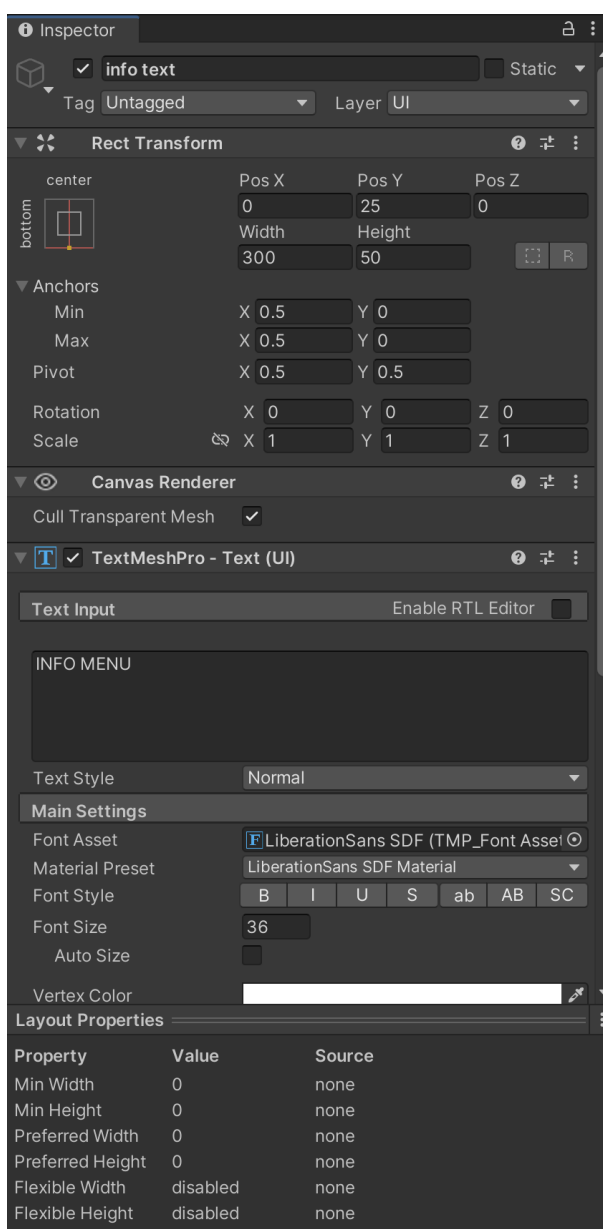 Inspector
info text Static
Tag Untagged Layer UI
Rect Transform
center Pos X Pos Y Pos Z
bottom
0 25 0
Width Height
300 50 R
Anchors
Min X 0.5 Y 0
Max X 0.5 Y 0
Pivot X 0.5 Y 0.5
Rotation X 0 Y 0 Z 0
Scale X 1 Y 1 Z 1
Canvas Renderer
Cull Transparent Mesh
T TextMeshPro - Text (UI)
Text Input Enable RTL Editor
INFO MENU
Text Style Normal
Main Settings
Font Asset F LiberationSans SDF (TMP_Font Asset
Material Preset LiberationSans SDF Material
Font Style B I U S ab AB SC
Font Size 36
Auto Size
Vertex Color
Layout Properties
Property Value Source
Min Width 0 none
Min Height 0 none
Preferred Width 0 none
Preferred Height 0 none
Flexible Width disabled none
Flexible Height disabled none